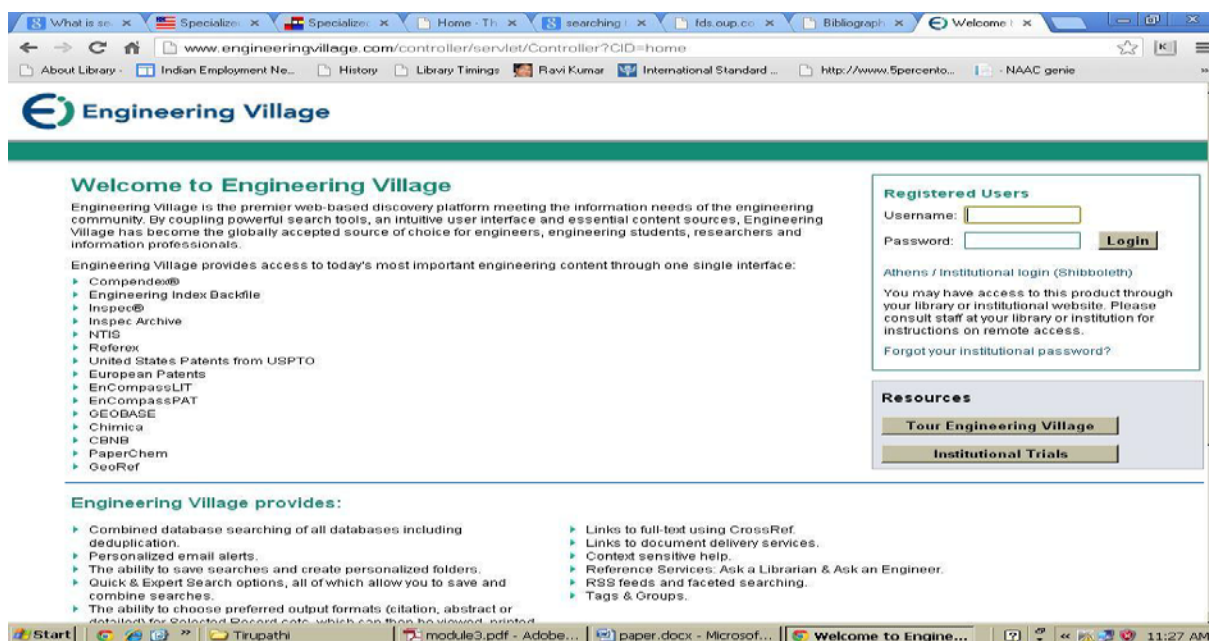 What is se
Specialize
Specialize
Home - Th
searching
fds.oup.co
Bibliograph
Welcome
www.engineeringvillage.com/controller/servlet/Controller?CID=home
About Library
Indian Employment Ne...
History
Library Timings
Ravi Kumar
International Standard ...
http://www.5percento...
- NAAC genie
Engineering Village
Welcome to Engineering Village
Engineering Village is the premier web-based discovery platform meeting the information needs of the engineering
community. By coupling powerful search tools, an intuitive user interface and essential content sources, Engineering
Village has become the globally accepted source of choice for engineers, engineering students, researchers and
information professionals.
Engineering Village provides access to today's most important engineering content through one single interface:
Compendex®
Engineering Index Backfile
Inspec®
Inspec Archive
NTIS
Referex
United States Patents from USPTO
European Patents
EnCompassLIT
EnCompassPAT
GEOBASE
Chimica
CBNB
PaperChem
GeoRef
Registered Users
Username:
Password:
Login
Athens / Institutional login (Shibboleth)
You may have access to this product through
your library or institutional website. Please
consult staff at your library or institution for
instructions on remote access.
Forgot your institutional password?
Resources
Tour Engineering Village
Institutional Trials
Engineering Village provides:
Combined database searching of all databases including
deduplication.
Personalized email alerts.
The ability to save searches and create personalized folders.
Quick & Expert Search options, all of which allow you to save and
combine searches.
The ability to choose preferred output formats (citation, abstract or
detailed) for Selected Record sets, which can then be viewed, printed
Links to full-text using CrossRef.
Links to document delivery services.
Context sensitive help.
Reference Services: Ask a Librarian & Ask an Engineer.
RSS feeds and faceted searching.
Tags & Groups.
Start
Tirupathi
module3.pdf - Adobe...
paper.docx - Microsof...
Welcome to Engine...
11:27 AM